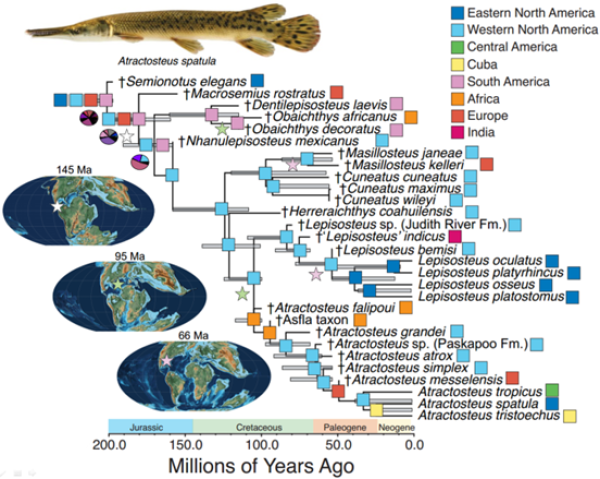 Atractosteus spatula
Eastern North America
Western North America
Central America
Cuba
South America
Africa
Europe
India
†Semionotus elegans
†Macrosemius rostratus
†Dentilepisosteus laevis
†Obaichthys africanus
†Obaichthys decoratus
†Nhanulepisosteus mexicanus
†Masillosteus janeae
†Masillosteus kelleri
†Cuneatus cuneatus
†Cuneatus maximus
†Cuneatus wileyi
†Herreraichthys coahuilensis
†Lepisosteus sp. (Judith River Fm.)
†'Lepisosteus' indicus
†Lepisosteus bemisi
Lepisosteus oculatus
Lepisosteus platyrhincus
Lepisosteus osseus
Lepisosteus platostomus
†Atractosteus falipoui
†Asfla taxon
†Atractosteus grandei
†Atractosteus sp. (Paskapoo Fm.)
†Atractosteus atrox
†Atractosteus simplex
†Atractosteus messelensis
Atractosteus tropicus
Atractosteus spatula
Atractosteus tristoechus
145 Ma
95 Ma
66 Ma
Jurassic Cretaceous Paleogene Neogene
200.0 150.0 100.0 50.0 0.0
Millions of Years Ago